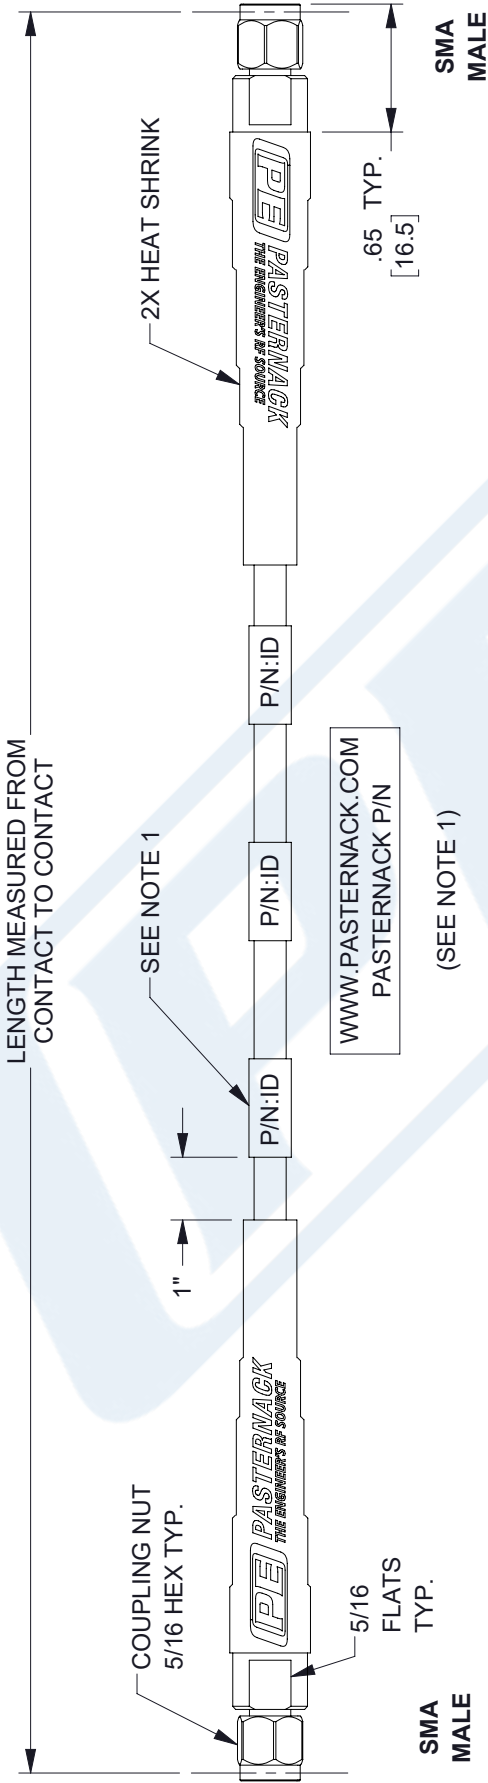 LENGTH MEASURED FROM
CONTACT TO CONTACT
COUPLING NUT
5/16 HEX TYP.
1"
SEE NOTE 1
2X HEAT SHRINK
PE PASTERNACK
THE ENGINEER'S RF SOURCE
P/N:ID
P/N:ID
P/N:ID
PE PASTERNACK
THE ENGINEER'S RF SOURCE
5/16
FLATS
TYP.
WWW.PASTERNACK.COM
PASTERNACK P/N
(SEE NOTE 1)
.65 TYP.
[16.5]
SMA
MALE
SMA
MALE